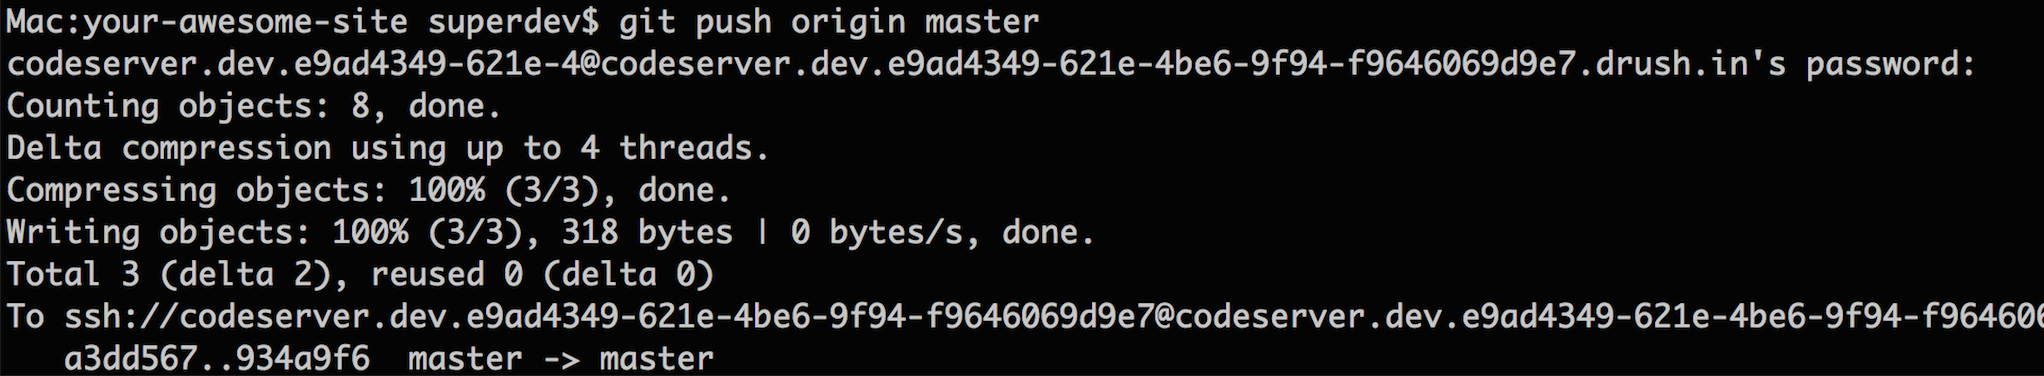 Mac:your-awesome-site superdev$ git push origin master
codeserver.dev.e9ad4349-621e-4@codeserver.dev.e9ad4349-621e-4be6-9f94-f9646069d9e7.drush.in's password:
Counting objects: 8, done.
Delta compression using up to 4 threads.
Compressing objects: 100% (3/3), done.
Writing objects: 100% (3/3), 318 bytes | 0 bytes/s, done.
Total 3 (delta 2), reused 0 (delta 0)
To ssh://codeserver.dev.e9ad4349-621e-4be6-9f94-f9646069d9e7@codeserver.dev.e9ad4349-621e-4be6-9f94-f964606
   a3dd567..934a9f6  master -> master